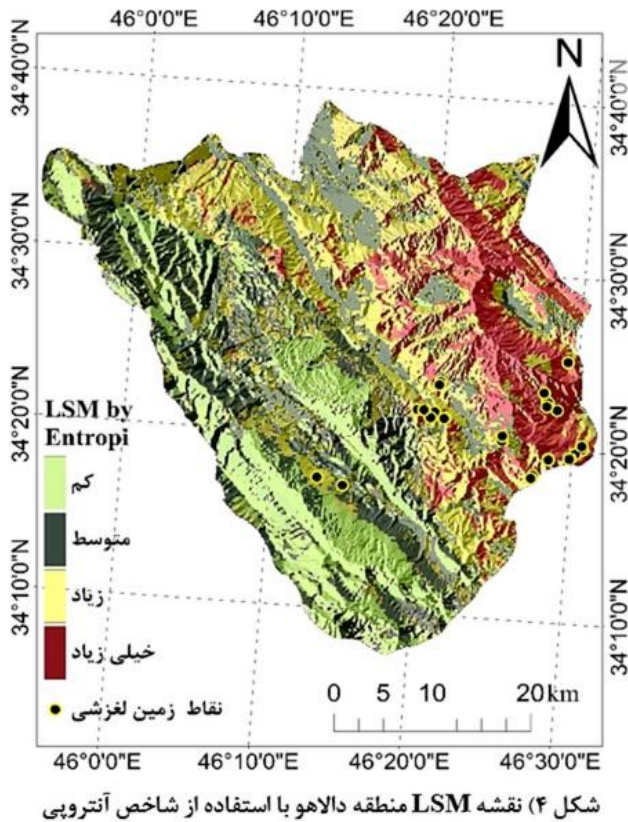 46°0'0"E 46°10'0"E 46°20'0"E
34°40'0"N
34°30'0"N
34°20'0"N
34°10'0"N
N
34°40'0"N
34°30'0"N
34°20'0"N
34°10'0"N
LSM by
Entropi
کم
متوسط
زیاد
خیلی زیاد
نقاط زمین لغزشی
0 5 10 20 km
46°0'0"E 46°10'0"E 46°20'0"E 46°30'0"E
شکل ۴) نقشه LSM منطقه دالاهو با استفاده از شاخص آنتروپی